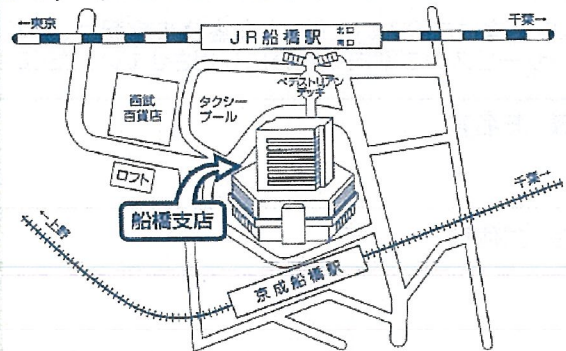 ←東京
JR船橋駅
北口
南口
千葉→
ペデストリアン
デッキ
西武
百貨店
タクシー
プール
ロフト
船橋支店
千葉→
←上野
京成船橋駅